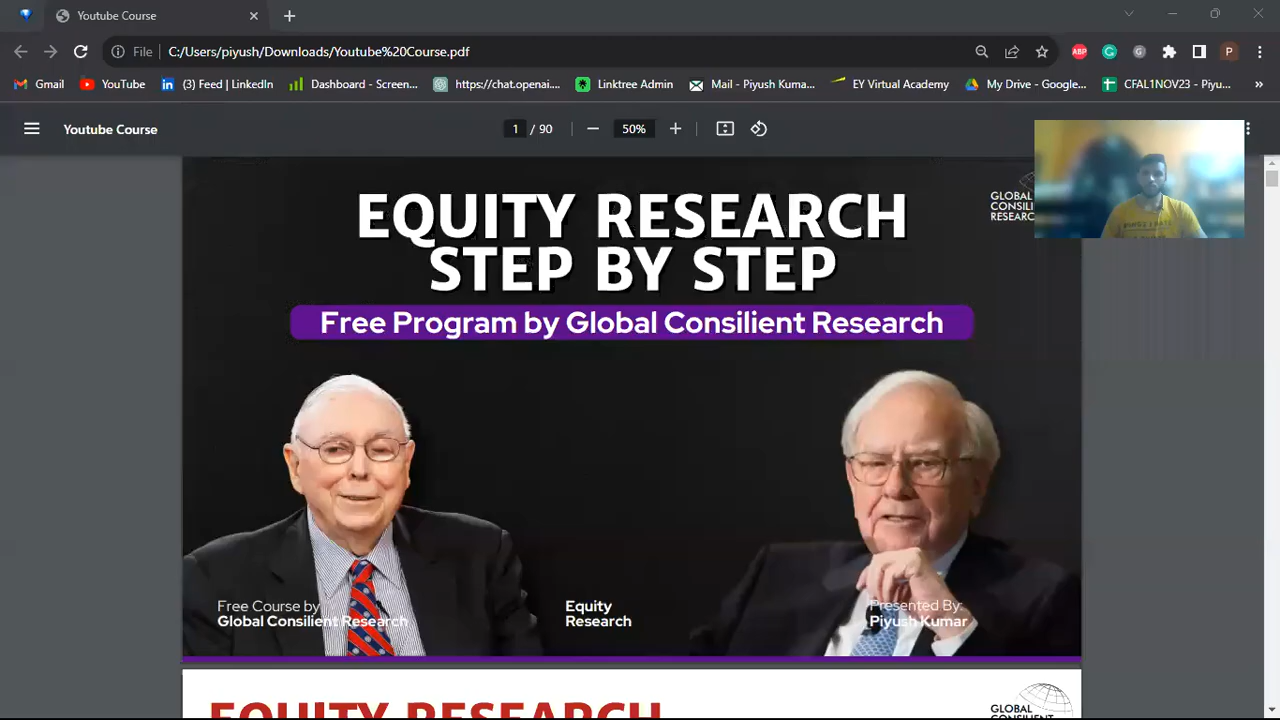 Youtube Course
File
C:/Users/piyush/Downloads/Youtube%20Course.pdf
ABP
G
G
P
Gmail
YouTube
(3) Feed | LinkedIn
Dashboard - Screen...
https://chat.openai....
Linktree Admin
Mail - Piyush Kuma...
EY Virtual Academy
My Drive - Google...
CFAL1NOV23 - Piyu...
»
Youtube Course
1 / 90
50%
EQUITY RESEARCH
STEP BY STEP
Free Program by Global Consilient Research
GLOBAL
CONSILI
RESEARC
Free Course by
Global Consilient Research
Equity
Research
Presented By:
Piyush Kumar
EQUITY RESEARCH
GLOBAL
CONSILIENT